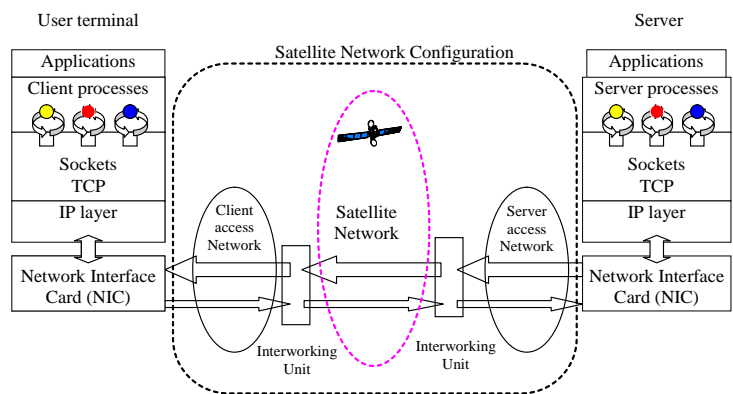 User terminal
Server
Satellite Network Configuration
Applications
Client processes
Sockets
TCP
IP layer
Network Interface
Card (NIC)
Client
access
Network
Satellite
Network
Server
access
Network
Interworking
Unit
Interworking
Unit
Applications
Server processes
Sockets
TCP
IP layer
Network Interface
Card (NIC)